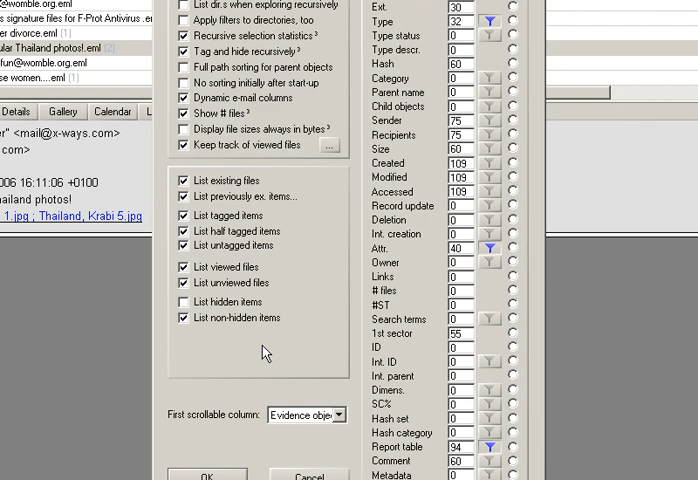 @womble.org.eml
s signature files for F-Prot Antivirus .en
er divorce.eml (1)
ular Thailand photos!.eml (2)
fun@womble.org.eml
se women....eml (1)
Details Gallery Calendar L
er" <mail@x-ways.com>
com>
006 16:11:06 +0100
hailand photos!
1.jpg ; Thailand, Krabi 5.jpg
List dir.s when exploring recursively
Apply filters to directories, too
Recursive selection statistics ³
Tag and hide recursively ³
Full path sorting for parent objects
No sorting initially after start-up
Dynamic e-mail columns
Show # files ³
Display file sizes always in bytes ³
Keep track of viewed files ...
List existing files
List previously ex. items...
List tagged items
List half tagged items
List untagged items
List viewed files
List unviewed files
List hidden items
List non-hidden items
First scrollable column: Evidence objec
OK Cancel
Ext. 30
Type 32
Type status 0
Type descr. 0
Hash 60
Category 0
Parent name 0
Child objects 0
Sender 75
Recipients 75
Size 60
Created 109
Modified 109
Accessed 109
Record update 0
Deletion 0
Int. creation 0
Attr. 40
Owner 0
Links 0
# files 0
#ST 0
Search terms 0
1st sector 55
ID 0
Int. ID 0
Int. parent 0
Dimens. 0
SC% 0
Hash set 0
Hash category 0
Report table 94
Comment 60
Metadata 0